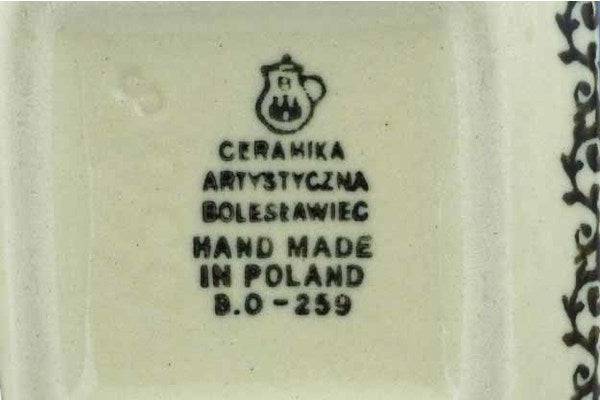 CERAMIKA
ARTYSTYCZNA
BOLESŁAWIEC
HAND MADE
IN POLAND
B.O - 259